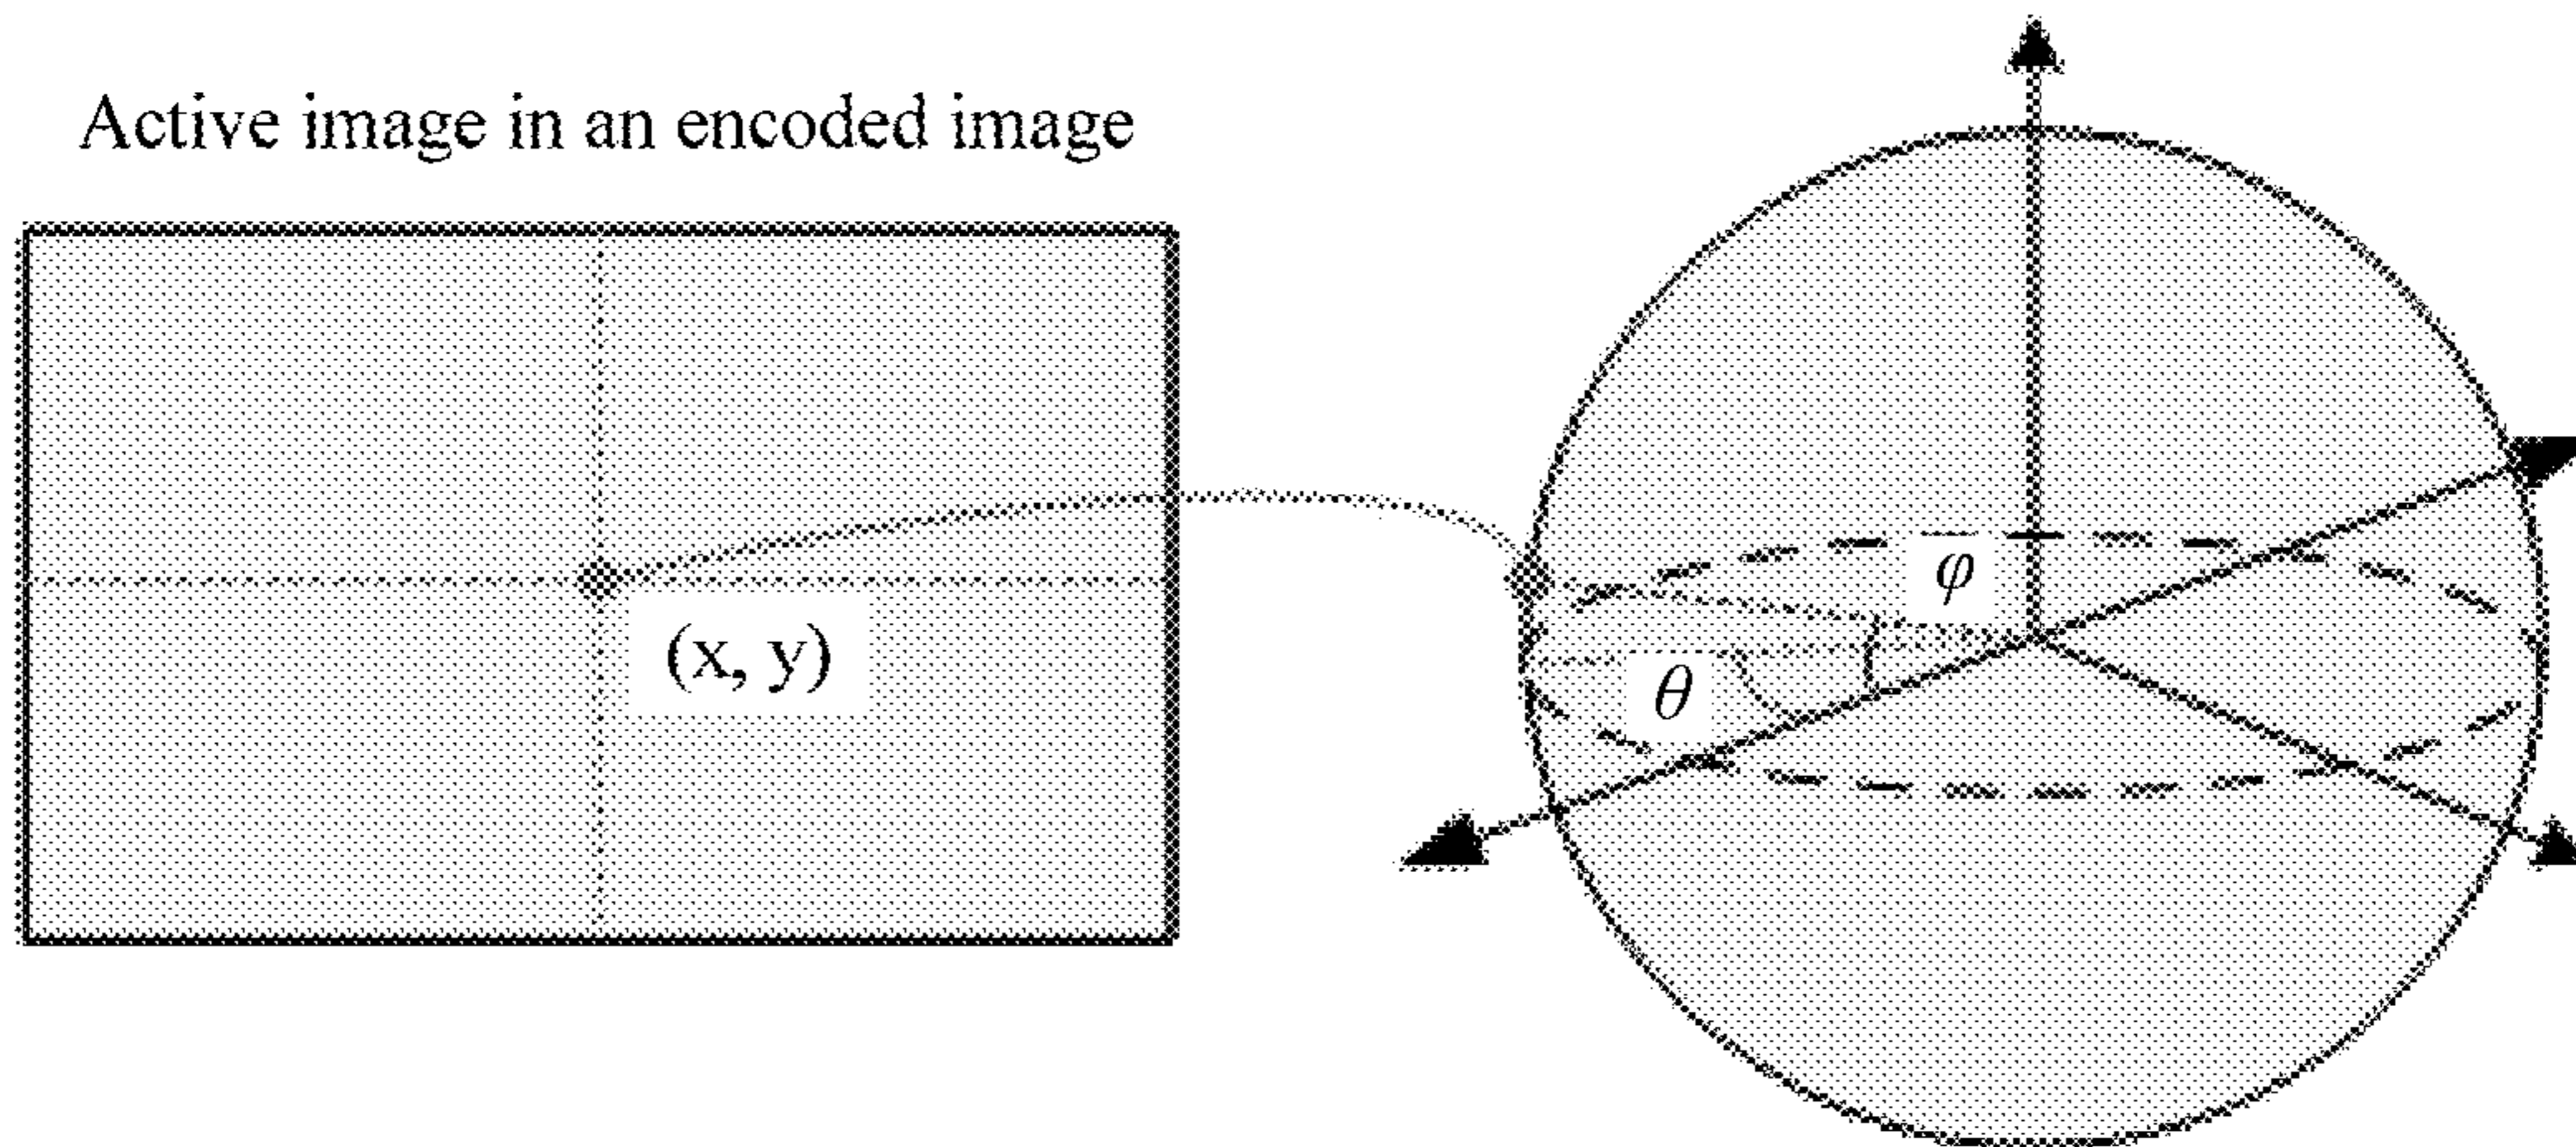 Active image in an encoded image
φ
(x, y)
θ